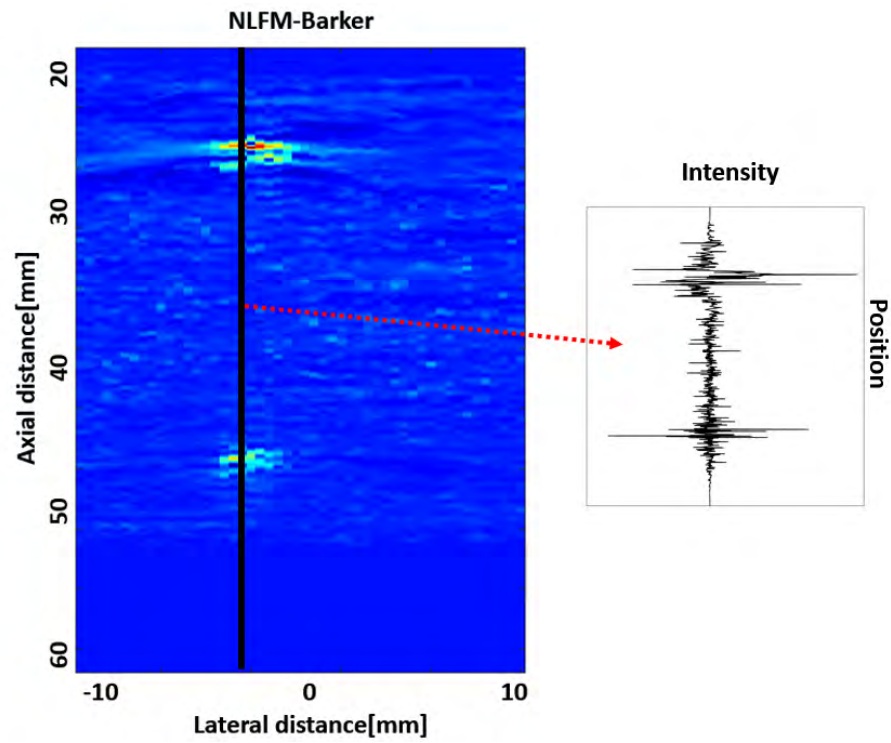 NLFM-Barker
20
30
40
50
60
Axial distance[mm]
-10
0
10
Lateral distance[mm]
Intensity
Position